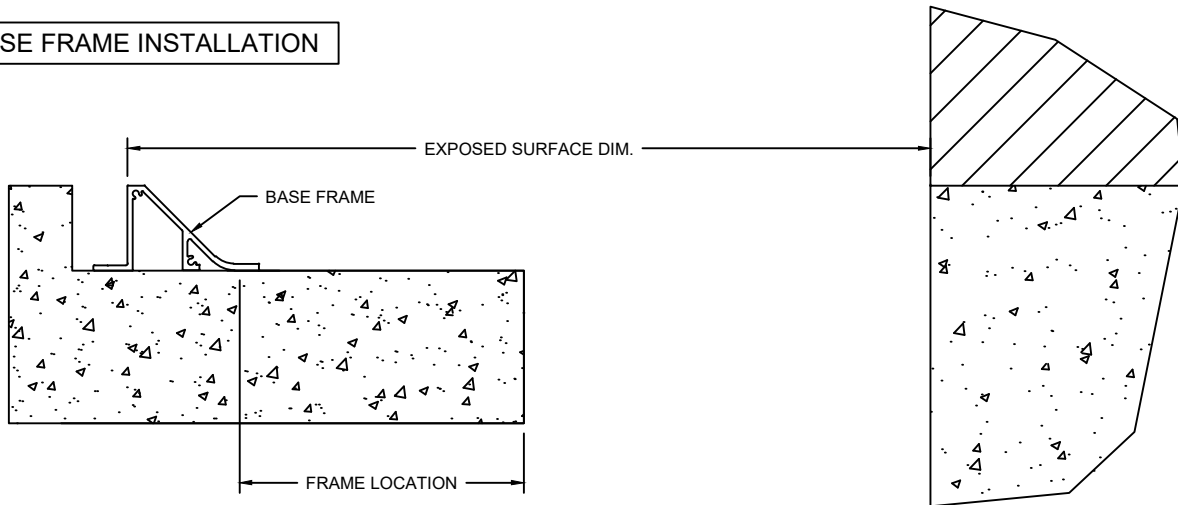 SE FRAME INSTALLATION
EXPOSED SURFACE DIM.
BASE FRAME
FRAME LOCATION